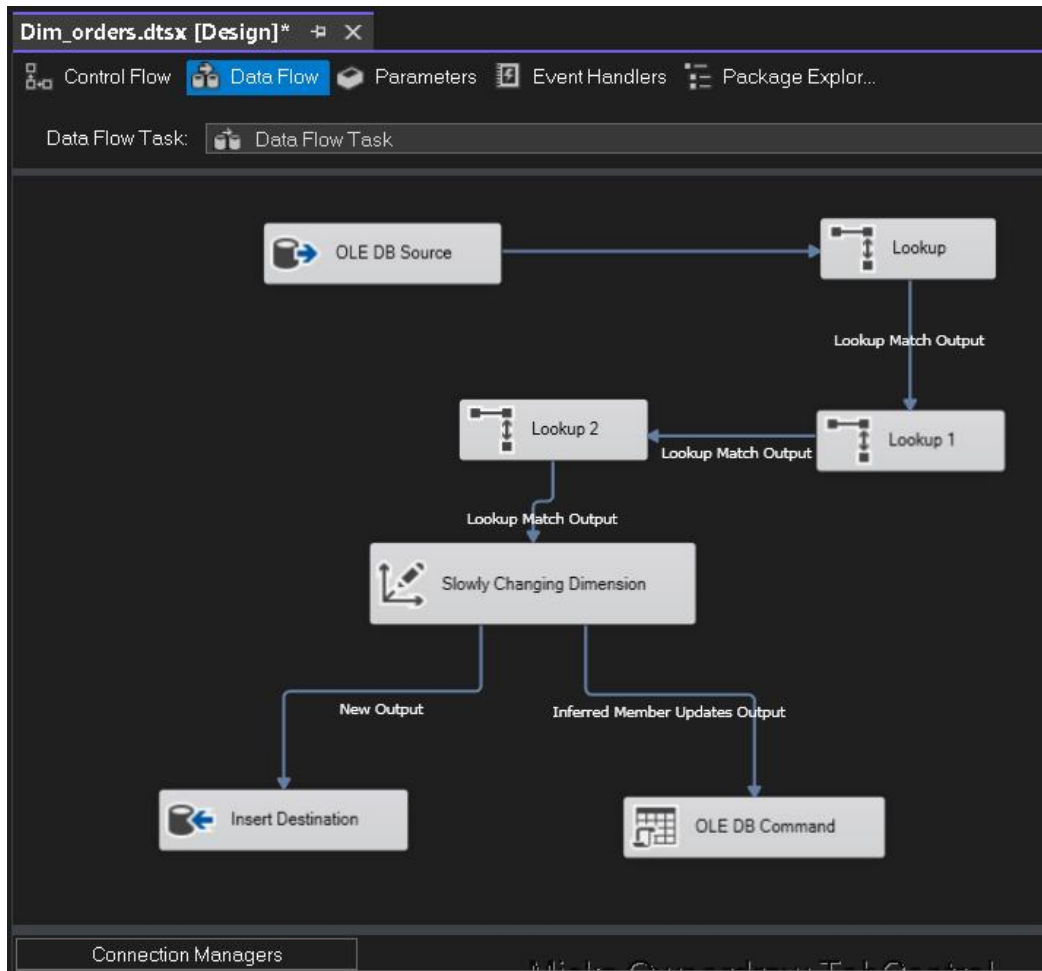 Dim_orders.dtsx [Design]*
Control Flow Data Flow Parameters Event Handlers Package Explor...
Data Flow Task: Data Flow Task
OLE DB Source
Lookup
Lookup Match Output
Lookup 2
Lookup 1
Lookup Match Output
Lookup Match Output
Slowly Changing Dimension
New Output
Inferred Member Updates Output
Insert Destination
OLE DB Command
Connection Managers